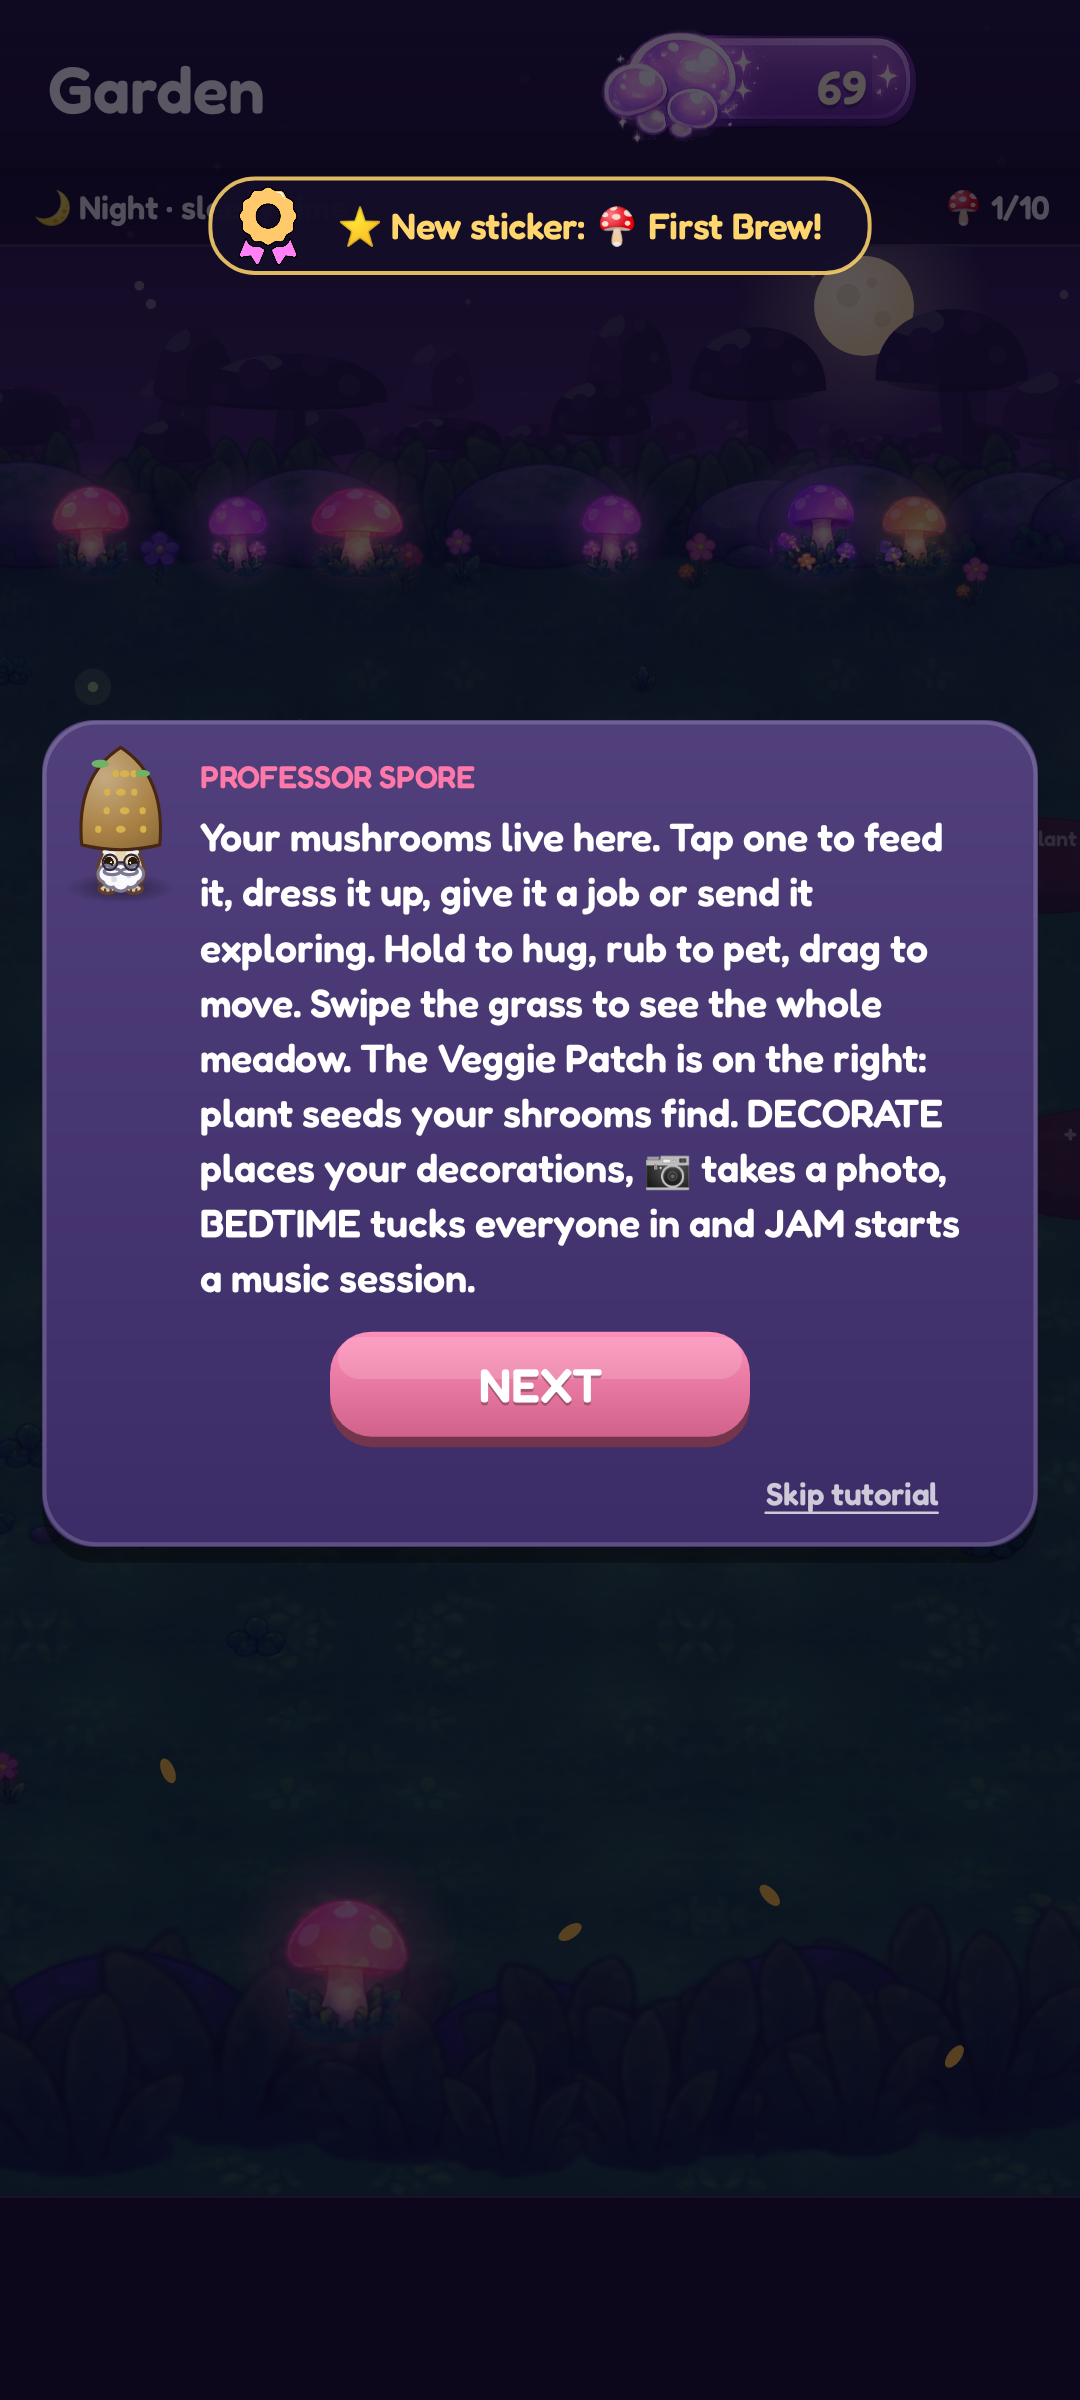 Garden
69
🌙 Night · sl
1/10
⭐ New sticker: 🍄 First Brew!
PROFESSOR SPORE
Your mushrooms live here. Tap one to feed
it, dress it up, give it a job or send it
exploring. Hold to hug, rub to pet, drag to
move. Swipe the grass to see the whole
meadow. The Veggie Patch is on the right:
plant seeds your shrooms find. DECORATE
places your decorations, 📷 takes a photo,
BEDTIME tucks everyone in and JAM starts
a music session.
lant
+
NEXT
Skip tutorial